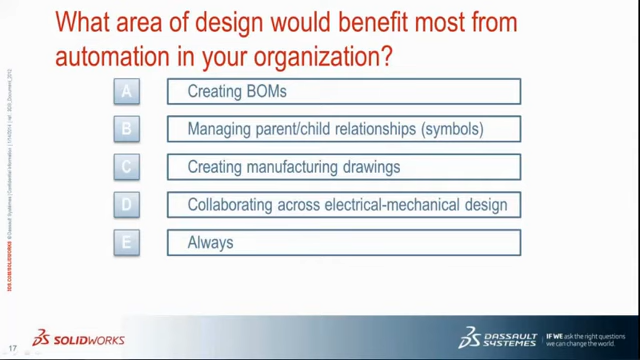 What area of design would benefit most from
automation in your organization?
A Creating BOMs
B Managing parent/child relationships (symbols)
C Creating manufacturing drawings
D Collaborating across electrical-mechanical design
E Always
17
SOLIDWORKS
DASSAULT SYSTEMES
IF WE ask the right questions
we can change the world.